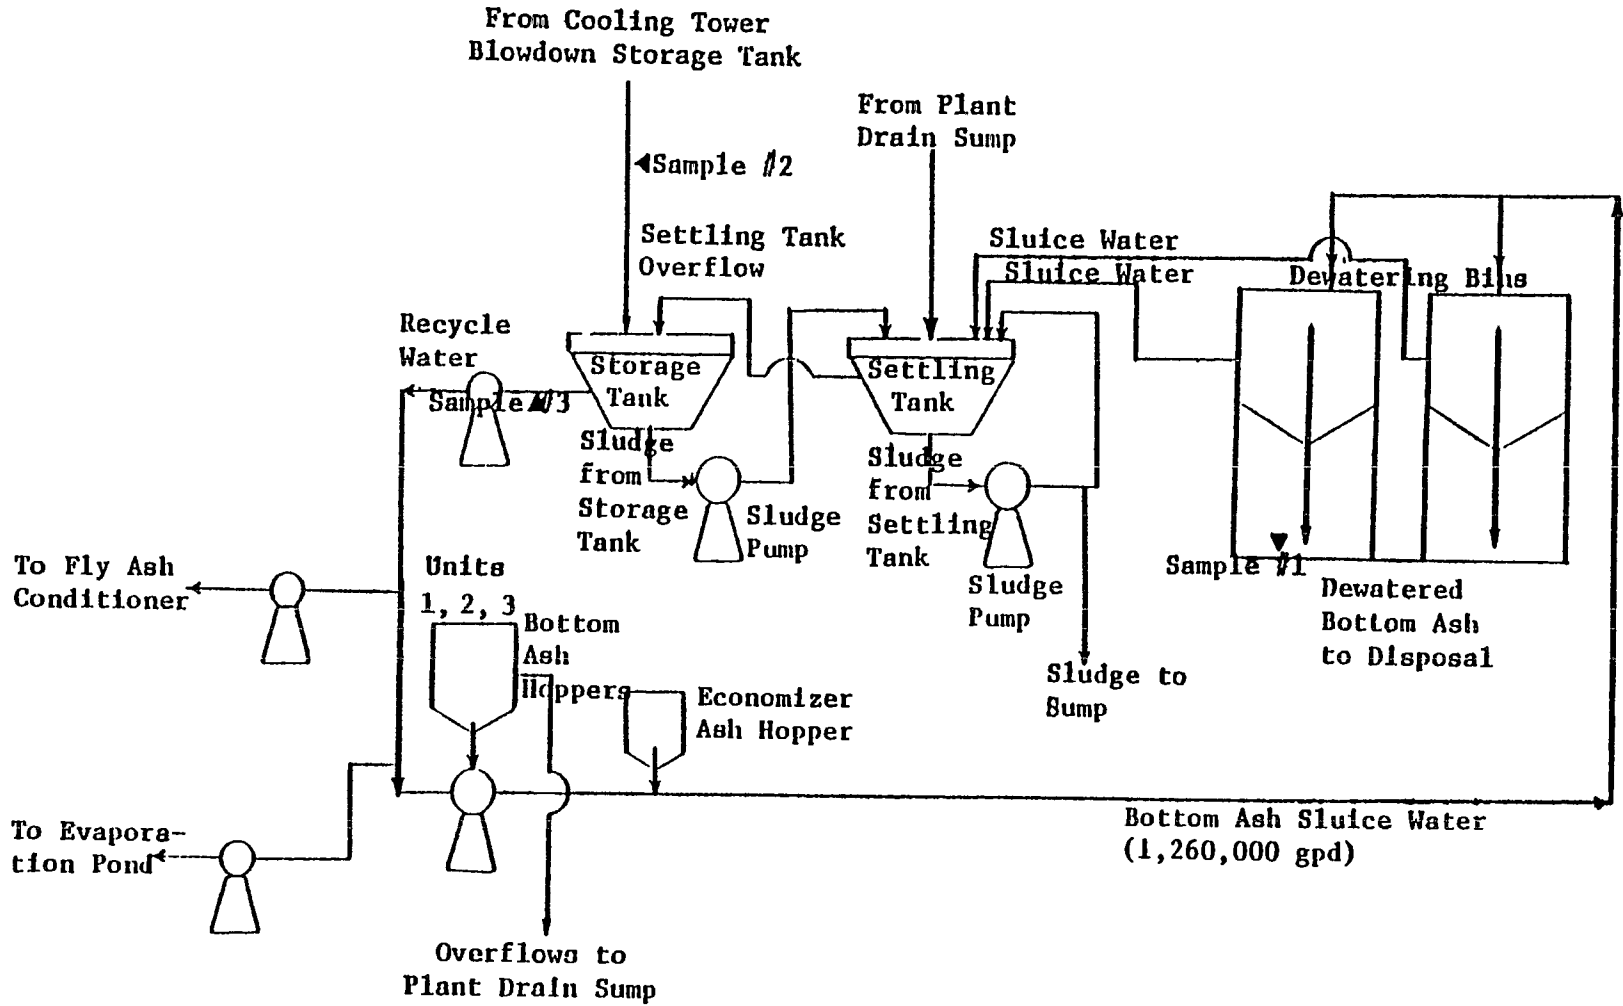 From Cooling Tower
Blowdown Storage Tank
From Plant
Drain Sump
Sample #2
Settling Tank
Overflow
Sluice Water
Sluice Water
Dewatering Bins
Recycle
Water
Storage
Tank
Settling
Tank
Sample #3
Sludge
from
Storage
Tank
Sludge
Pump
Sludge
from
Settling
Tank
Sludge
Pump
Sample #1
Dewatered
Bottom Ash
to Disposal
To Fly Ash
Conditioner
Units
1, 2, 3
Bottom
Ash
Hoppers
Economizer
Ash Hopper
Sludge to
Sump
Bottom Ash Sluice Water
(1,260,000 gpd)
To Evapora-
tion Pond
Overflows to
Plant Drain Sump